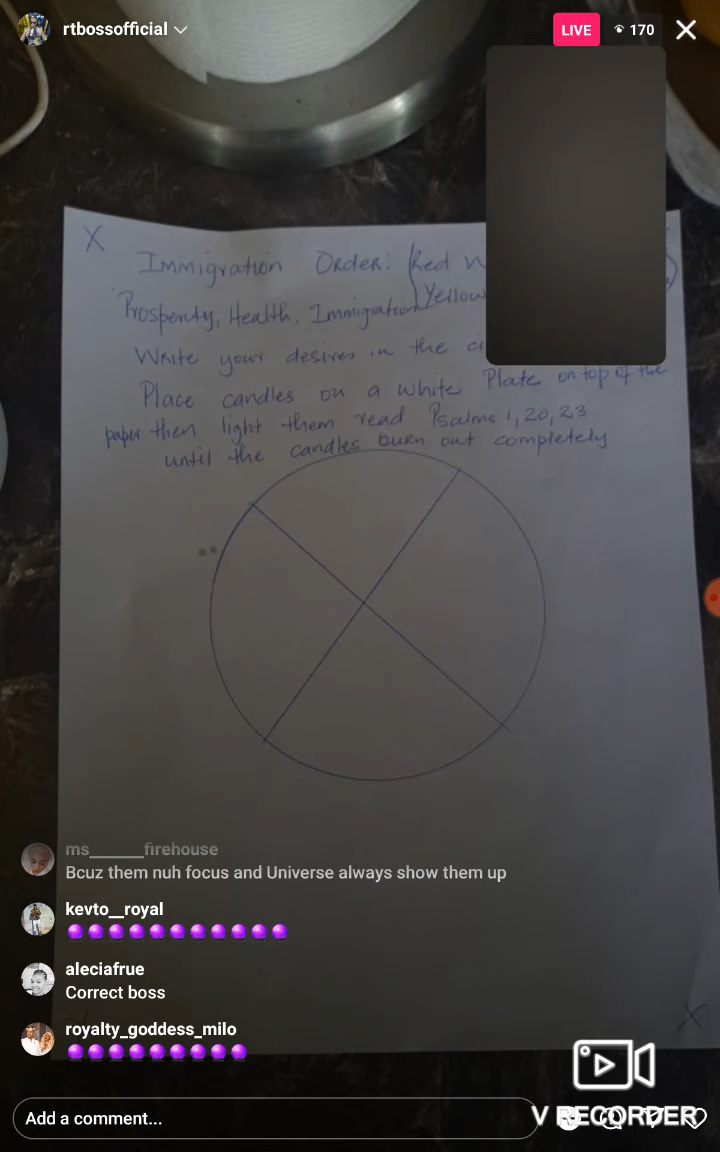 rtbossofficial
LIVE
170
X
Immigration Order: (Red
Prosperity, Health, Immigration Yellow
Write your desires in the
Place candles on a white Plate on top of the
paper then light them read Psalms 1, 20, 23
until the candles burn out completely
ms______firehouse
Bcuz them nuh focus and Universe always show them up
kevto__royal
aleciafrue
Correct boss
royalty_goddess_milo
X
Add a comment...
V RECORDER